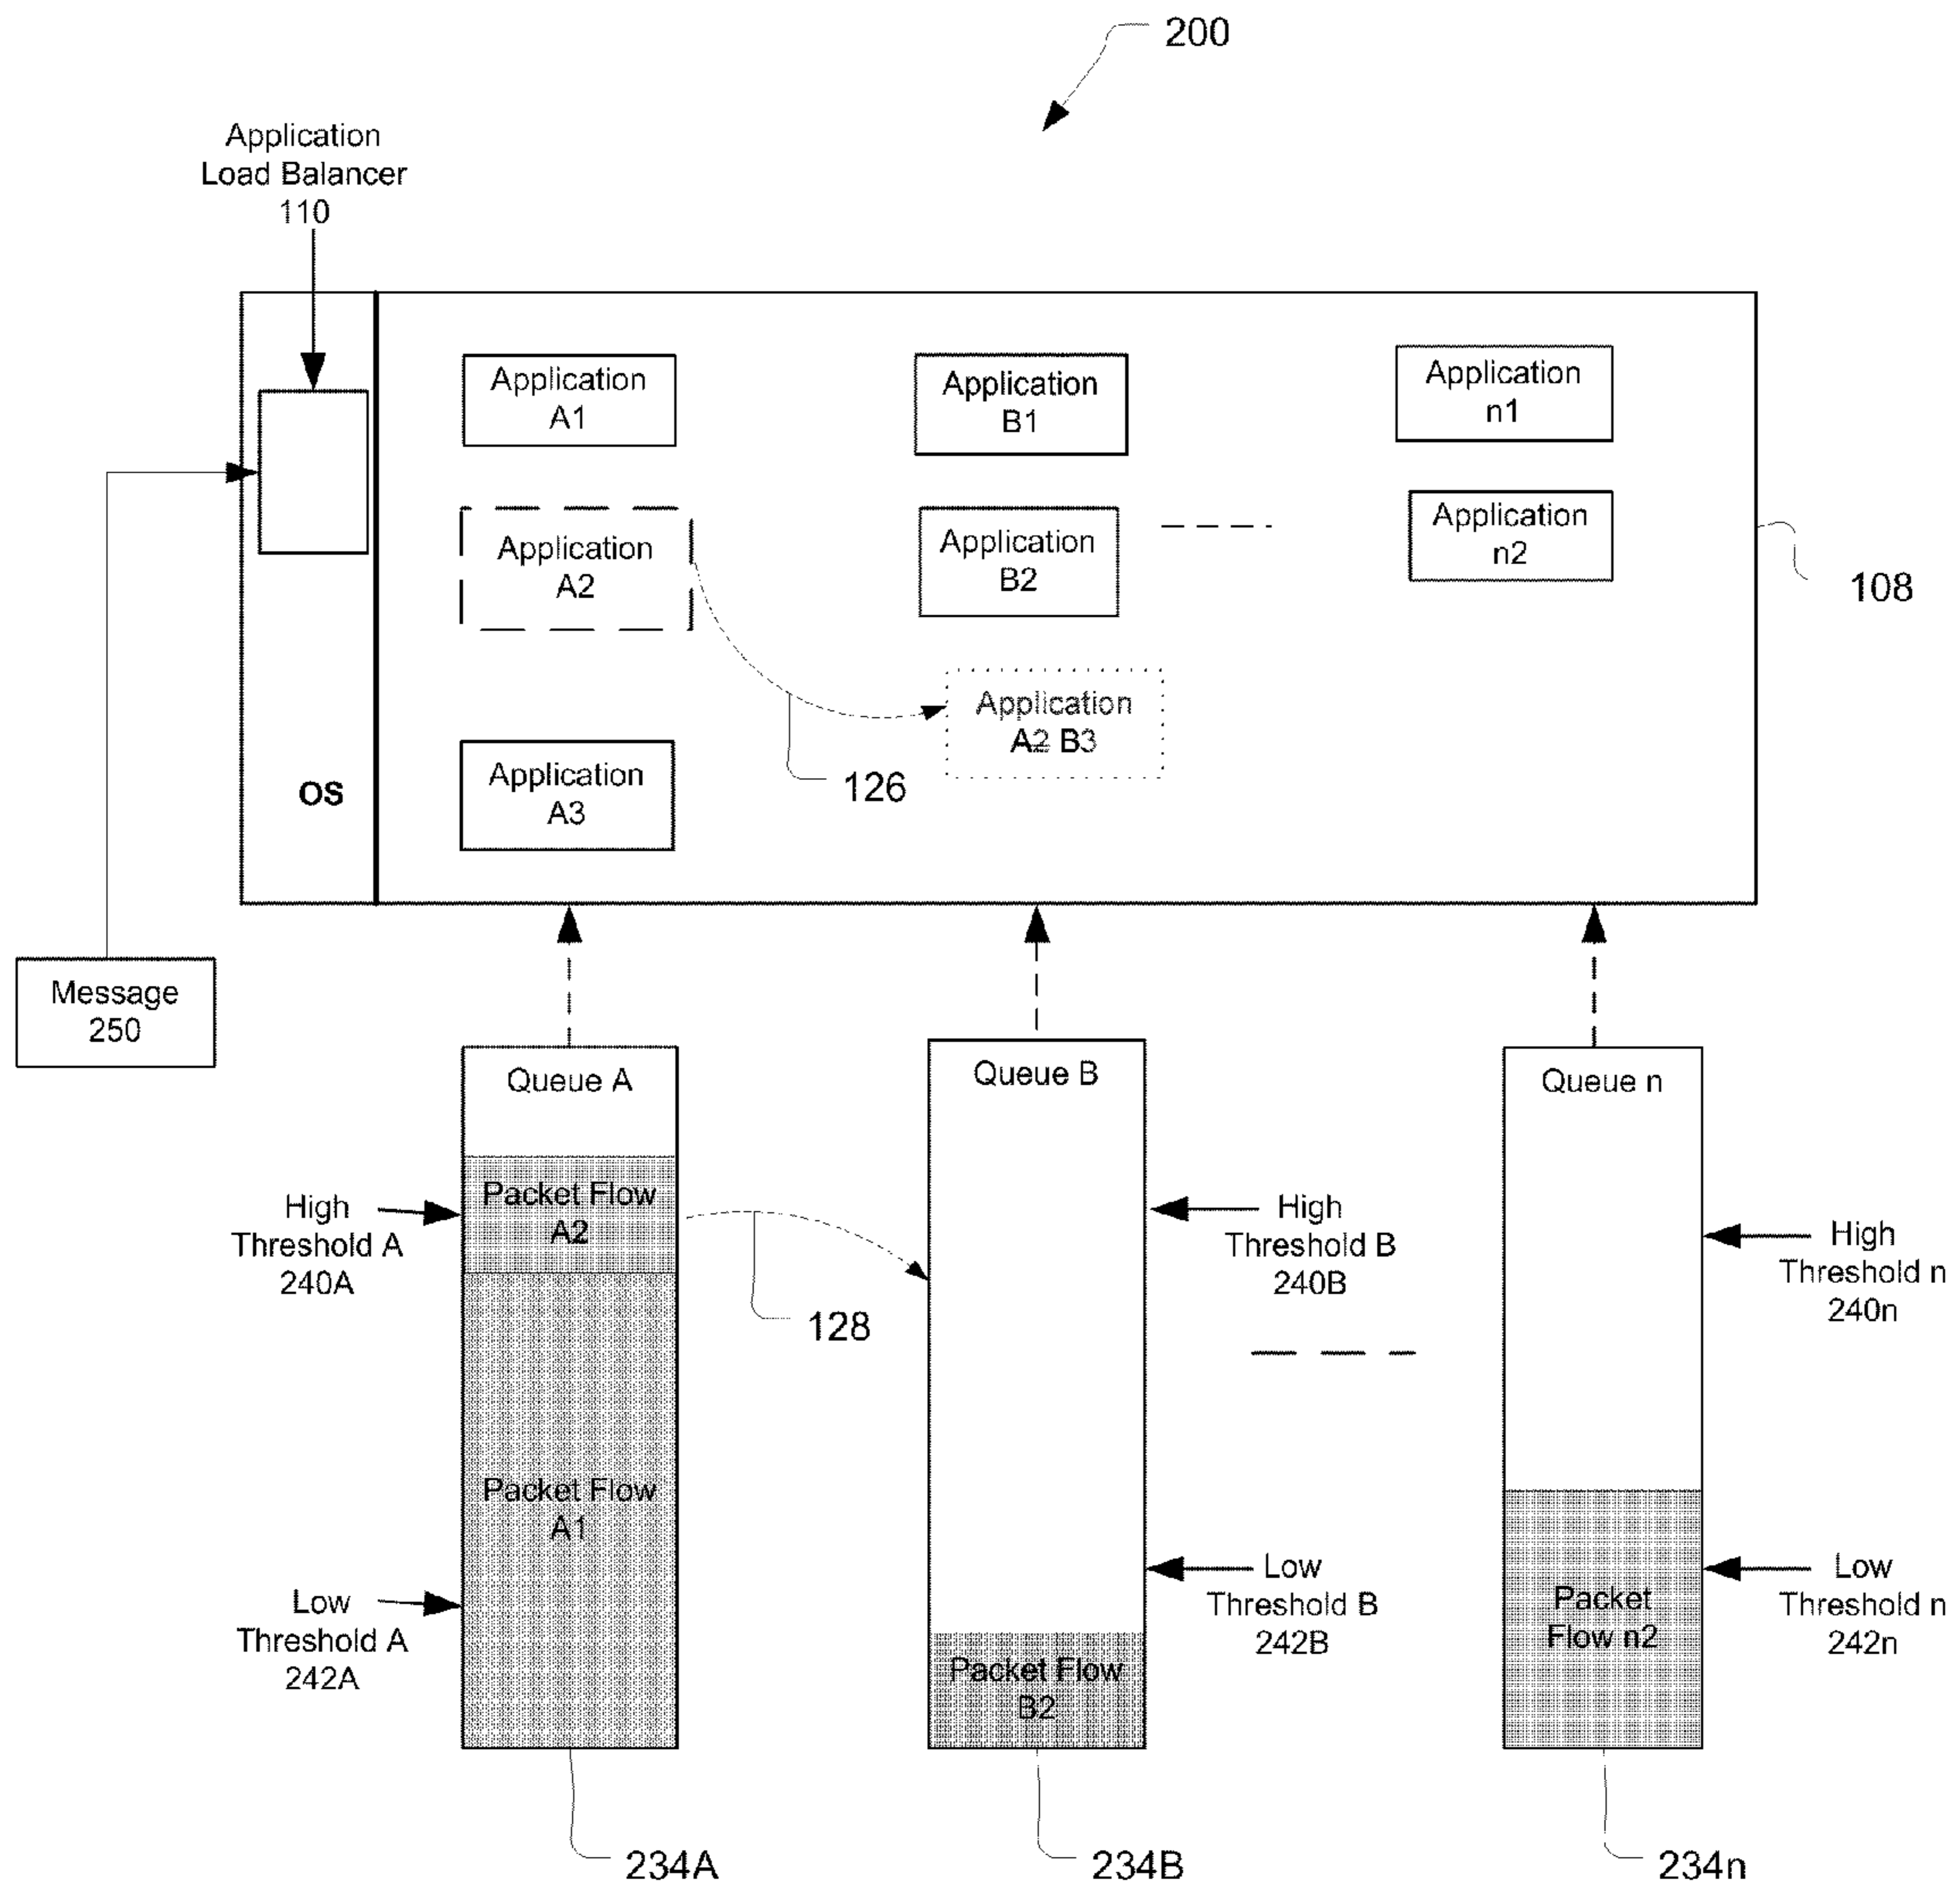 200
Application
Load Balancer
110
Application
A1
Application
B1
Application
n1
Application
A2
Application
B2
Application
n2
108
Application
A2 B3
126
Application
A3
OS
Message
250
Queue A
Queue B
Queue n
Packet Flow
A2
High
Threshold A
240A
High
Threshold B
240B
High
Threshold n
240n
128
Packet Flow
A1
Low
Threshold A
242A
Low
Threshold B
242B
Packet
Flow n2
Low
Threshold n
242n
Packet Flow
B2
234A
234B
234n